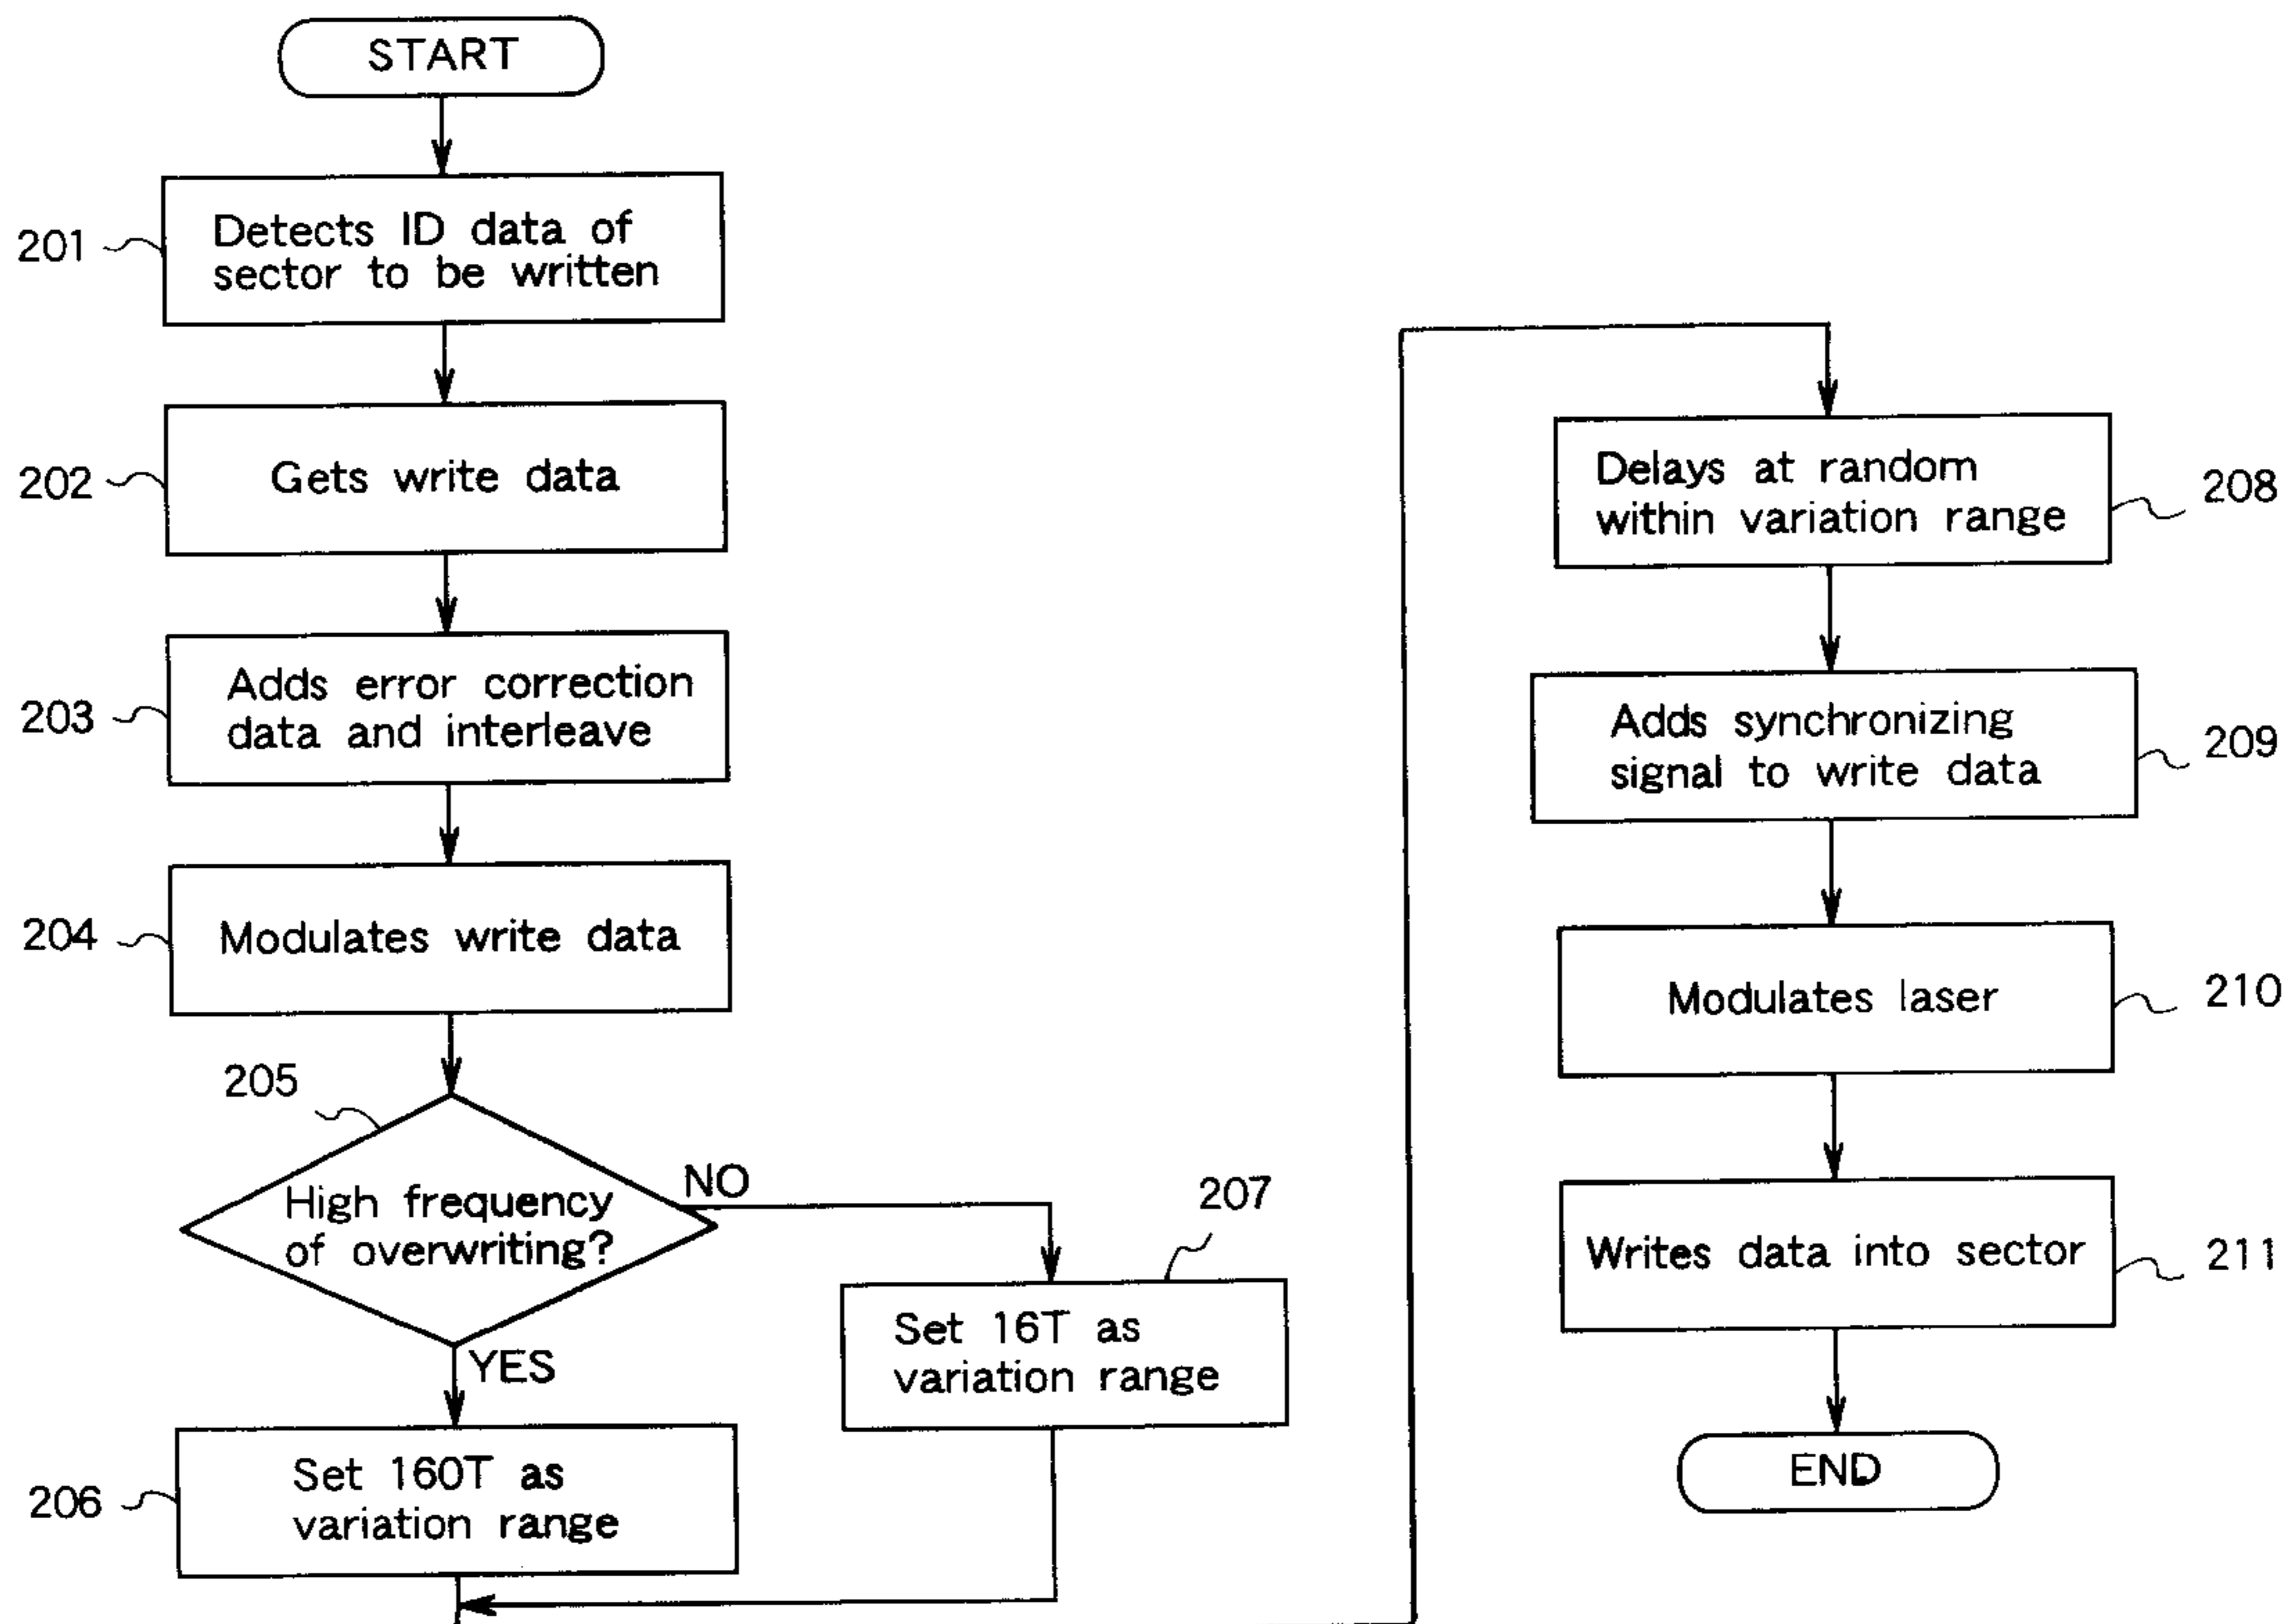 START
201
Detects ID data of
sector to be written
202
Gets write data
203
Adds error correction
data and interleave
204
Modulates write data
205
High frequency
of overwriting?
NO
YES
207
Set 16T as
variation range
206
Set 160T as
variation range
Delays at random
within variation range
208
Adds synchronizing
signal to write data
209
Modulates laser
210
Writes data into sector
211
END